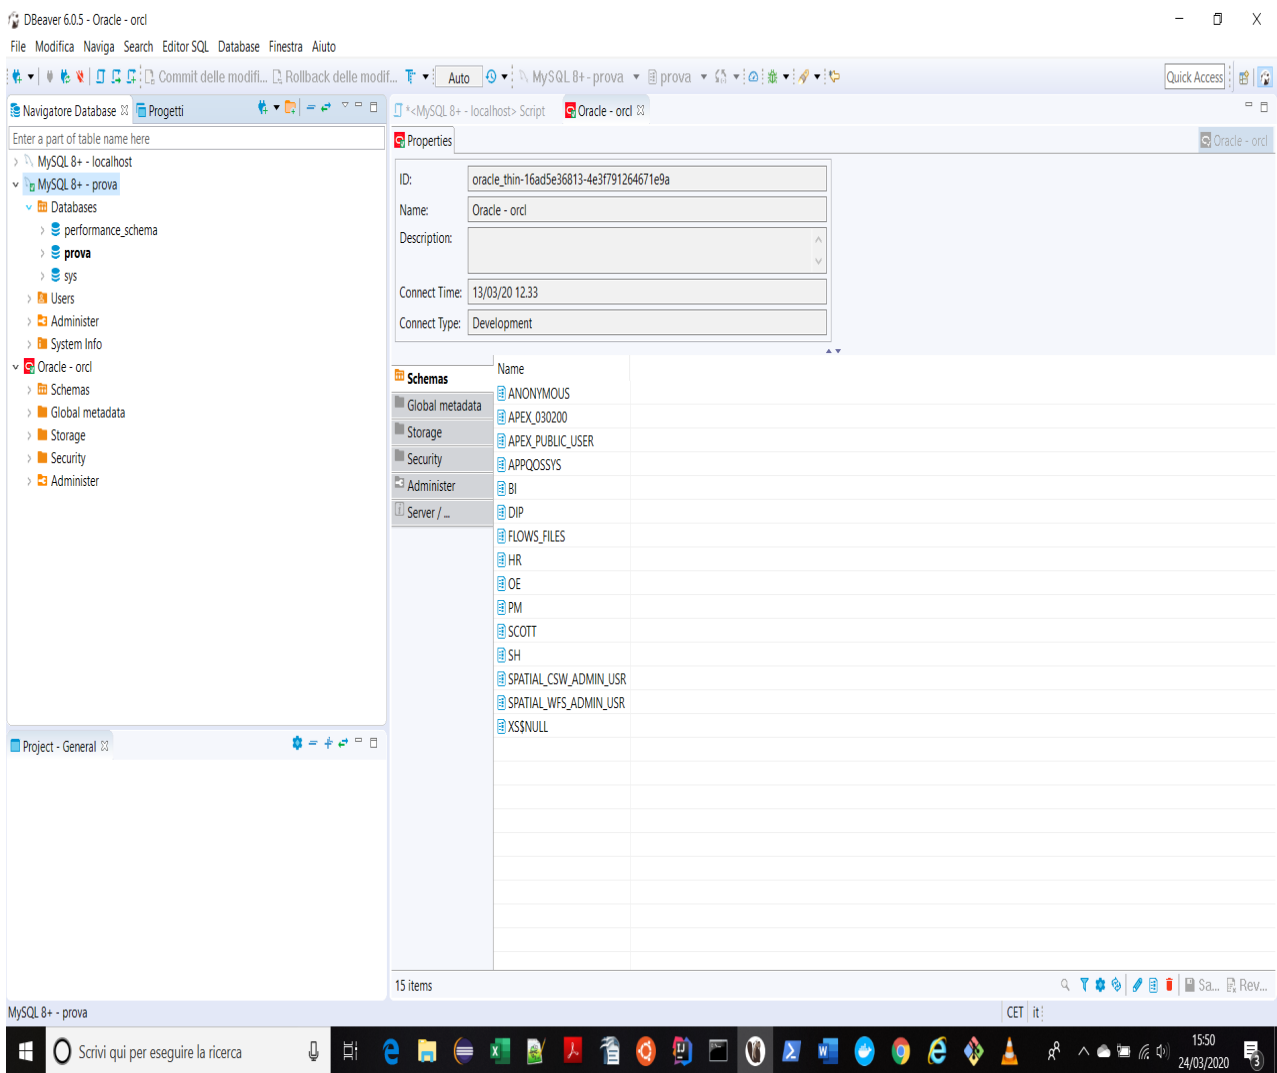 DBeaver 6.0.5 - Oracle - orcl
File Modifica Naviga Search Editor SQL Database Finestra Aiuto
Commit delle modifi... Rollback delle modif... Auto MySQL 8+ - prova prova Quick Access
Navigatore Database Progetti
*<MySQL 8+ - localhost> Script Oracle - orcl
Enter a part of table name here
MySQL 8+ - localhost
MySQL 8+ - prova
Databases
performance_schema
prova
sys
Users
Administer
System Info
Oracle - orcl
Schemas
Global metadata
Storage
Security
Administer
Project - General
Properties Oracle - orcl
ID: oracle_thin-16ad5e36813-4e3f791264671e9a
Name: Oracle - orcl
Description:
Connect Time: 13/03/20 12.33
Connect Type: Development
Schemas
Global metadata
Storage
Security
Administer
Server / ...
Name
ANONYMOUS
APEX_030200
APEX_PUBLIC_USER
APPQOSSYS
BI
DIP
FLOWS_FILES
HR
OE
PM
SCOTT
SH
SPATIAL_CSW_ADMIN_USR
SPATIAL_WFS_ADMIN_USR
XS$NULL
15 items Sa... Rev...
MySQL 8+ - prova CET it
Scrivi qui per eseguire la ricerca
15:50
24/03/2020
3